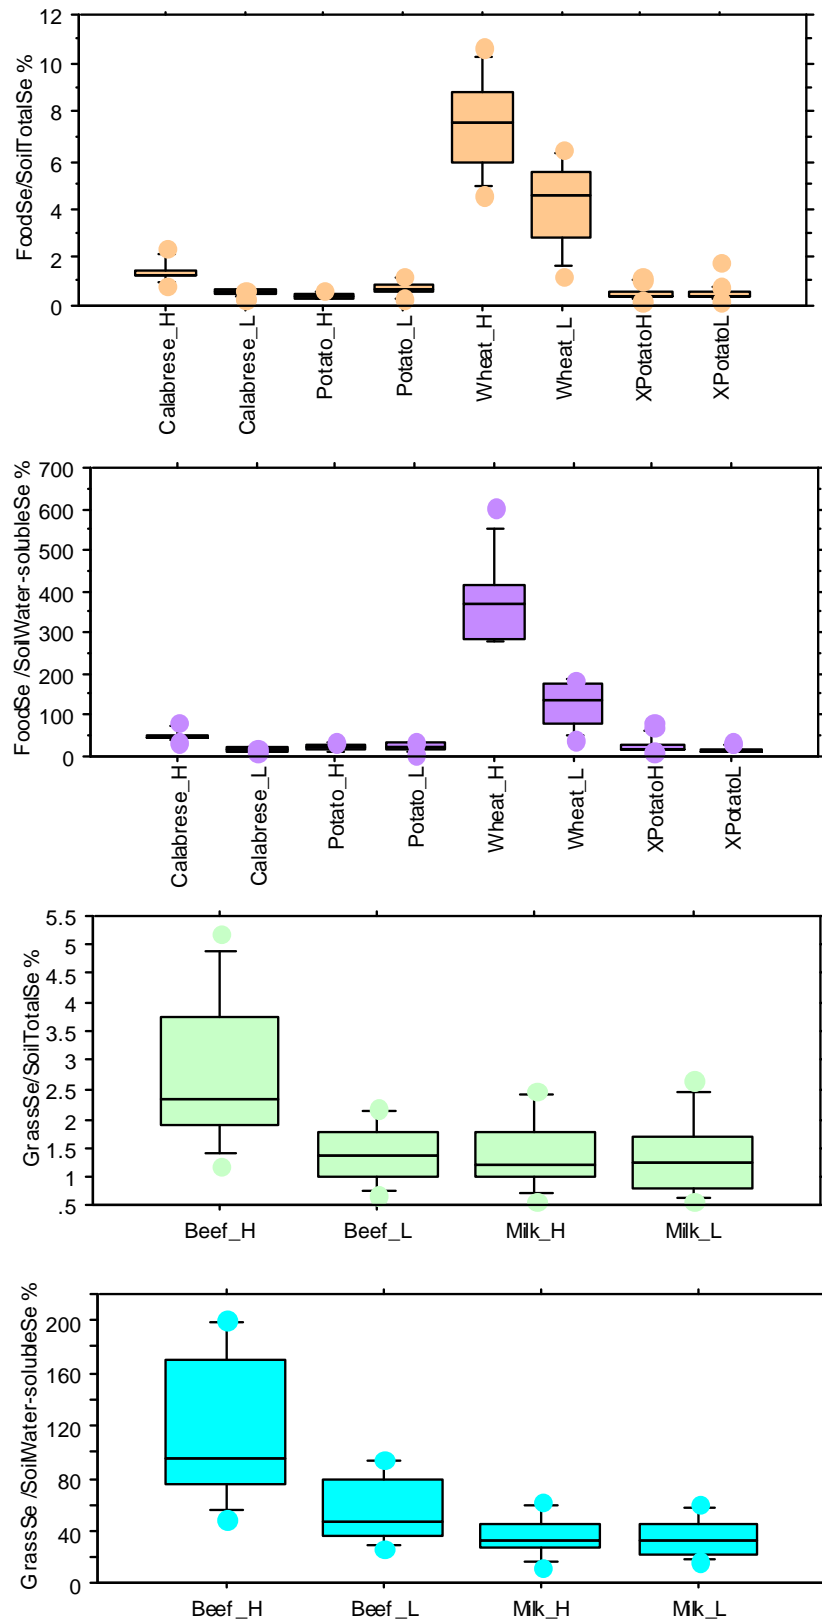 FoodSe/SoilTotalSe %
12
10
8
6
4
2
0
Calabrese_H
Calabrese_L
Potato_H
Potato_L
Wheat_H
Wheat_L
XPotatoH
XPotatoL
FoodSe /SoilWater-solubleSe %
700
600
500
400
300
200
100
0
Calabrese_H
Calabrese_L
Potato_H
Potato_L
Wheat_H
Wheat_L
XPotatoH
XPotatoL
GrassSe/SoilTotalSe %
5.5
5
4.5
4
3.5
3
2.5
2
1.5
1
.5
Beef_H
Beef_L
Milk_H
Milk_L
GrassSe /SoilWater-solubleSe %
200
160
120
80
40
0
Beef_H
Beef_L
Milk_H
Milk_L